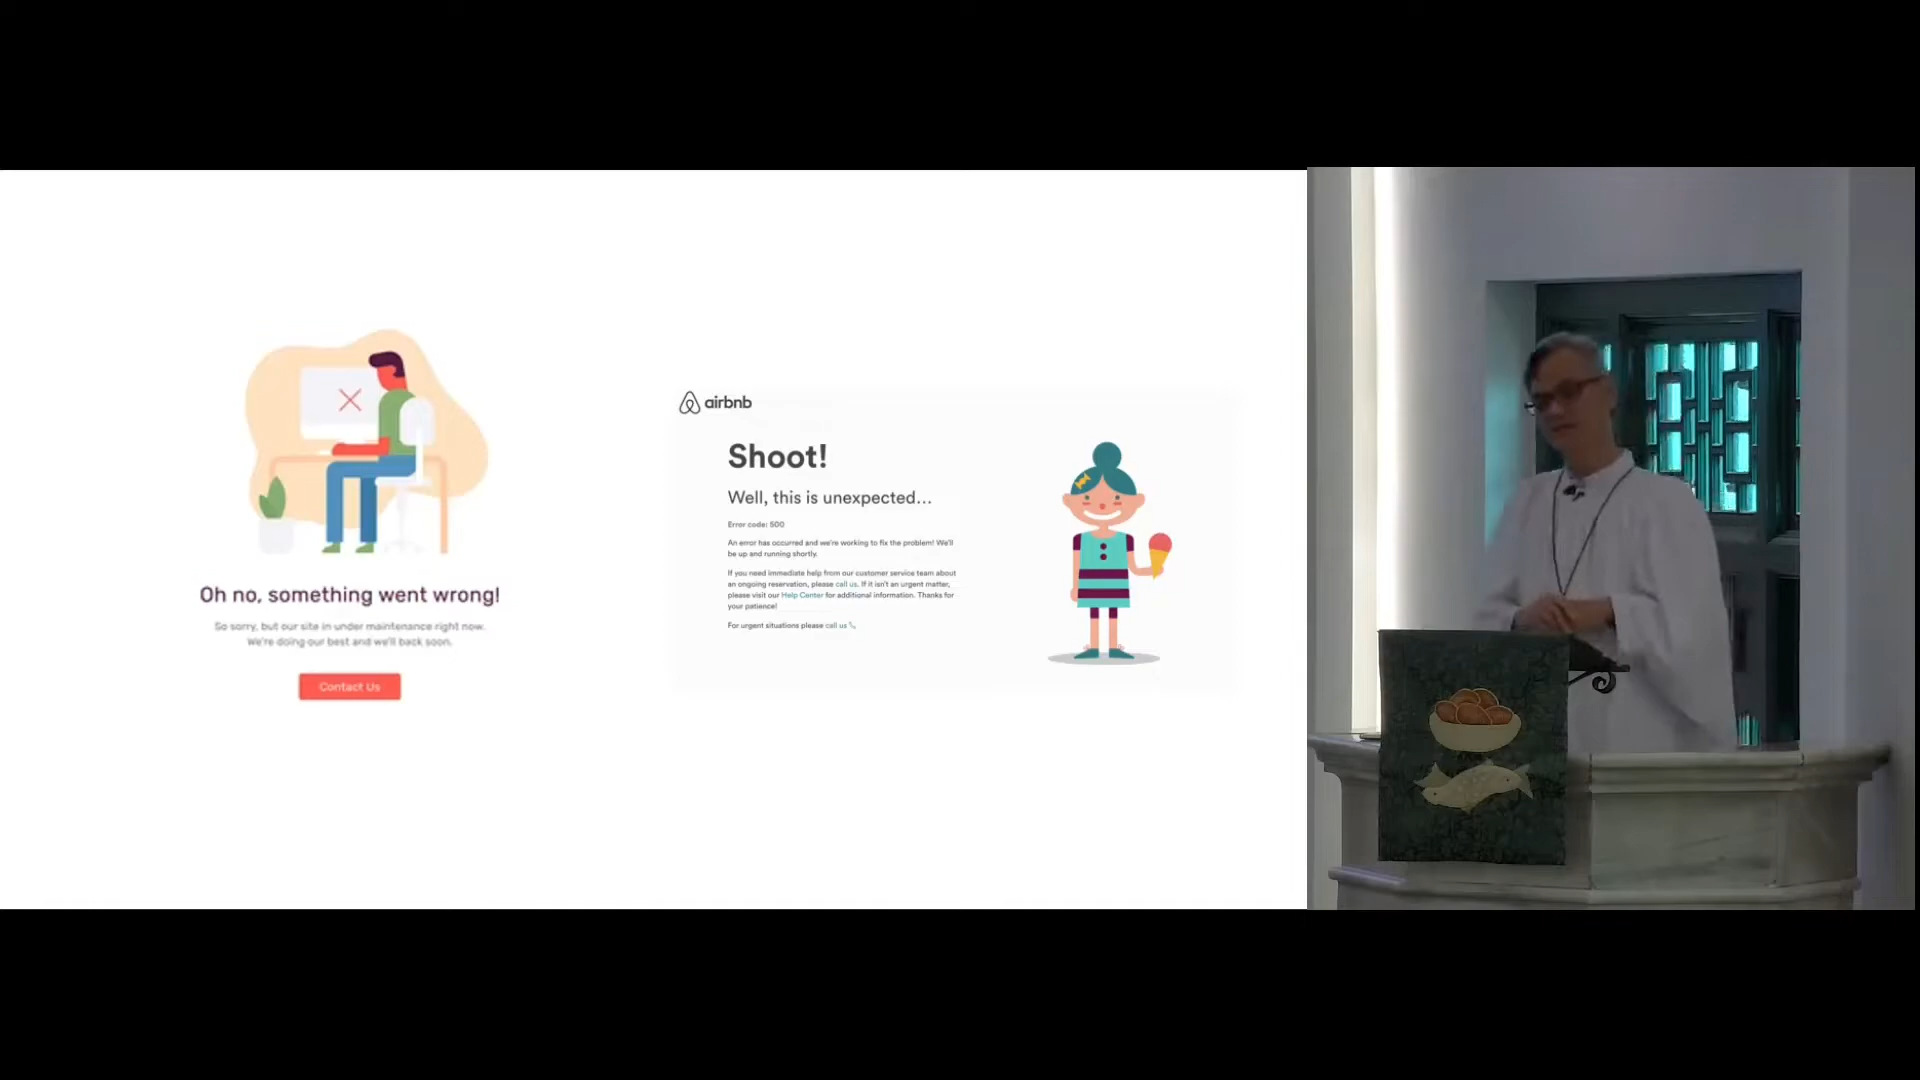 Oh no, something went wrong!
So sorry, but our site in under maintenance right now.
We're doing our best and we'll back soon.
Contact Us
airbnb
Shoot!
Well, this is unexpected...
Error code: 500
An error has occurred and we're working to fix the problem! We'll
be up and running shortly.
If you need immediate help from our customer service team about
an ongoing reservation, please call us. If it isn't an urgent matter,
please visit our Help Center for additional information. Thanks for
your patience!
For urgent situations please call us